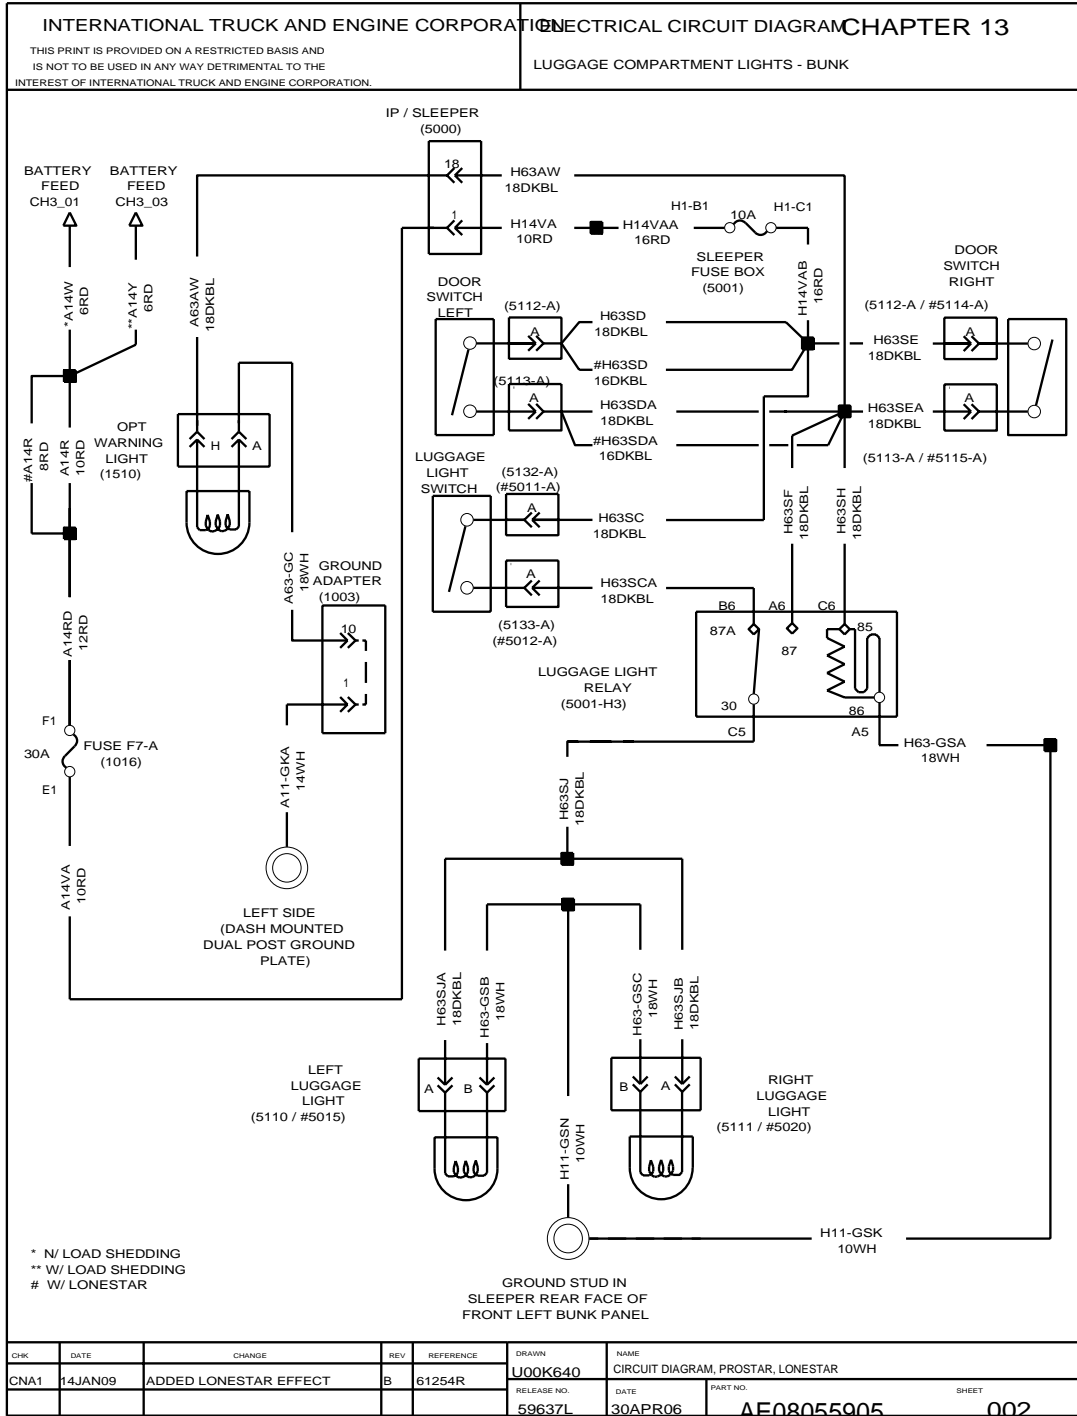 INTERNATIONAL TRUCK AND ENGINE CORPORATION
ELECTRICAL CIRCUIT DIAGRAM
CHAPTER 13
THIS PRINT IS PROVIDED ON A RESTRICTED BASIS AND
IS NOT TO BE USED IN ANY WAY DETRIMENTAL TO THE
INTEREST OF INTERNATIONAL TRUCK AND ENGINE CORPORATION.
LUGGAGE COMPARTMENT LIGHTS - BUNK
IP / SLEEPER
(5000)
18
1
BATTERY
FEED
CH3_01
BATTERY
FEED
CH3_03
H63AW
18DKBL
H14VA
10RD
H14VAA
16RD
H1-B1
10A
H1-C1
SLEEPER
FUSE BOX
(5001)
H14VAB
16RD
DOOR
SWITCH
RIGHT
(5112-A / #5114-A)
*A14W
6RD
**A14Y
6RD
A63AW
18DKBL
DOOR
SWITCH
LEFT
(5112-A)
A
H63SD
18DKBL
#H63SD
16DKBL
H63SE
18DKBL
A
(5113-A)
A
H63SDA
18DKBL
#H63SDA
16DKBL
H63SEA
18DKBL
A
(5113-A / #5115-A)
#A14R
8RD
A14R
10RD
OPT
WARNING
LIGHT
(1510)
H
A
LUGGAGE
LIGHT
SWITCH
(5132-A)
(#5011-A)
A
H63SC
18DKBL
H63SF
18DKBL
H63SH
18DKBL
A63-GC
18WH
GROUND
ADAPTER
(1003)
10
1
A
H63SCA
18DKBL
(5133-A)
(#5012-A)
B6
A6
C6
87A
87
85
30
86
C5
A5
LUGGAGE LIGHT
RELAY
(5001-H3)
A14RD
12RD
F1
30A
E1
FUSE F7-A
(1016)
A11-GKA
14WH
H63-GSA
18WH
H63SJ
18DKBL
A14VA
10RD
LEFT SIDE
(DASH MOUNTED
DUAL POST GROUND
PLATE)
H63SJA
18DKBL
H63-GSB
18WH
H63-GSC
18WH
H63SJB
18DKBL
LEFT
LUGGAGE
LIGHT
(5110 / #5015)
A
B
B
A
RIGHT
LUGGAGE
LIGHT
(5111 / #5020)
H11-GSN
10WH
H11-GSK
10WH
* N/ LOAD SHEDDING
** W/ LOAD SHEDDING
# W/ LONESTAR
GROUND STUD IN
SLEEPER REAR FACE OF
FRONT LEFT BUNK PANEL
CHK DATE CHANGE REV REFERENCE
CNA1 14JAN09 ADDED LONESTAR EFFECT B 61254R
DRAWN
U00K640
NAME
CIRCUIT DIAGRAM, PROSTAR, LONESTAR
RELEASE NO.
59637L
DATE
30APR06
PART NO.
AE08055905
SHEET
002